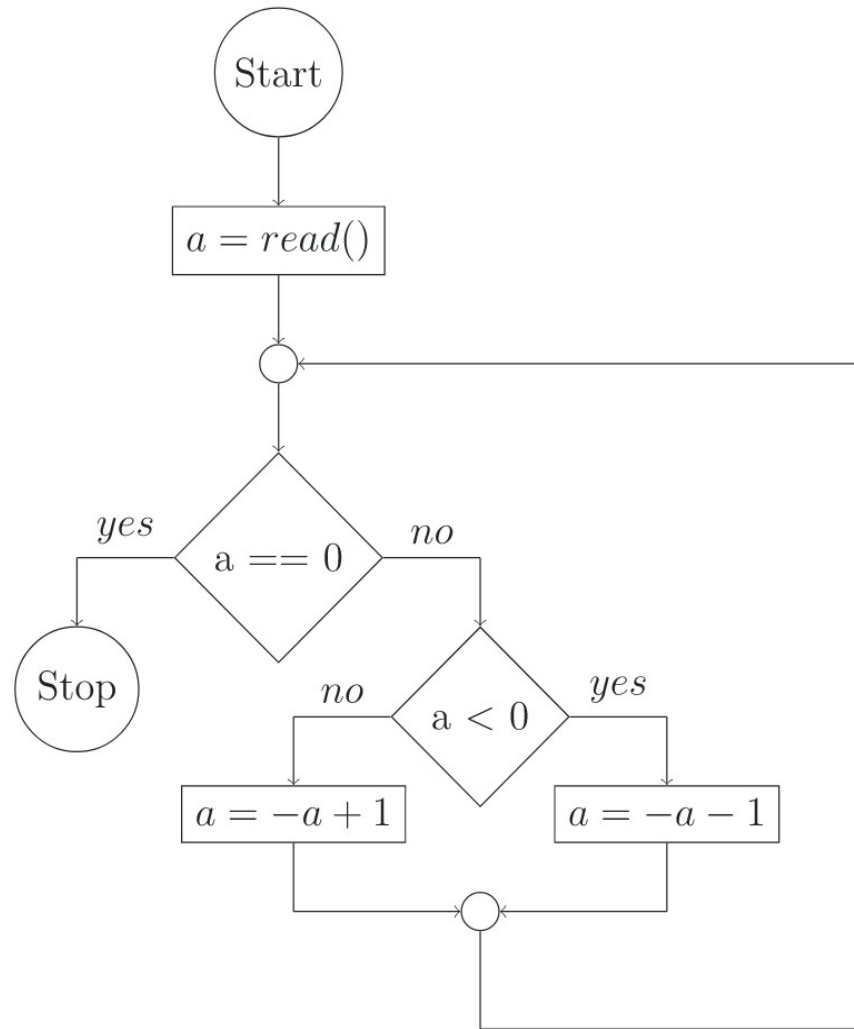 Start
a = read()
yes
a == 0
no
Stop
no
a < 0
yes
a = −a + 1
a = −a − 1